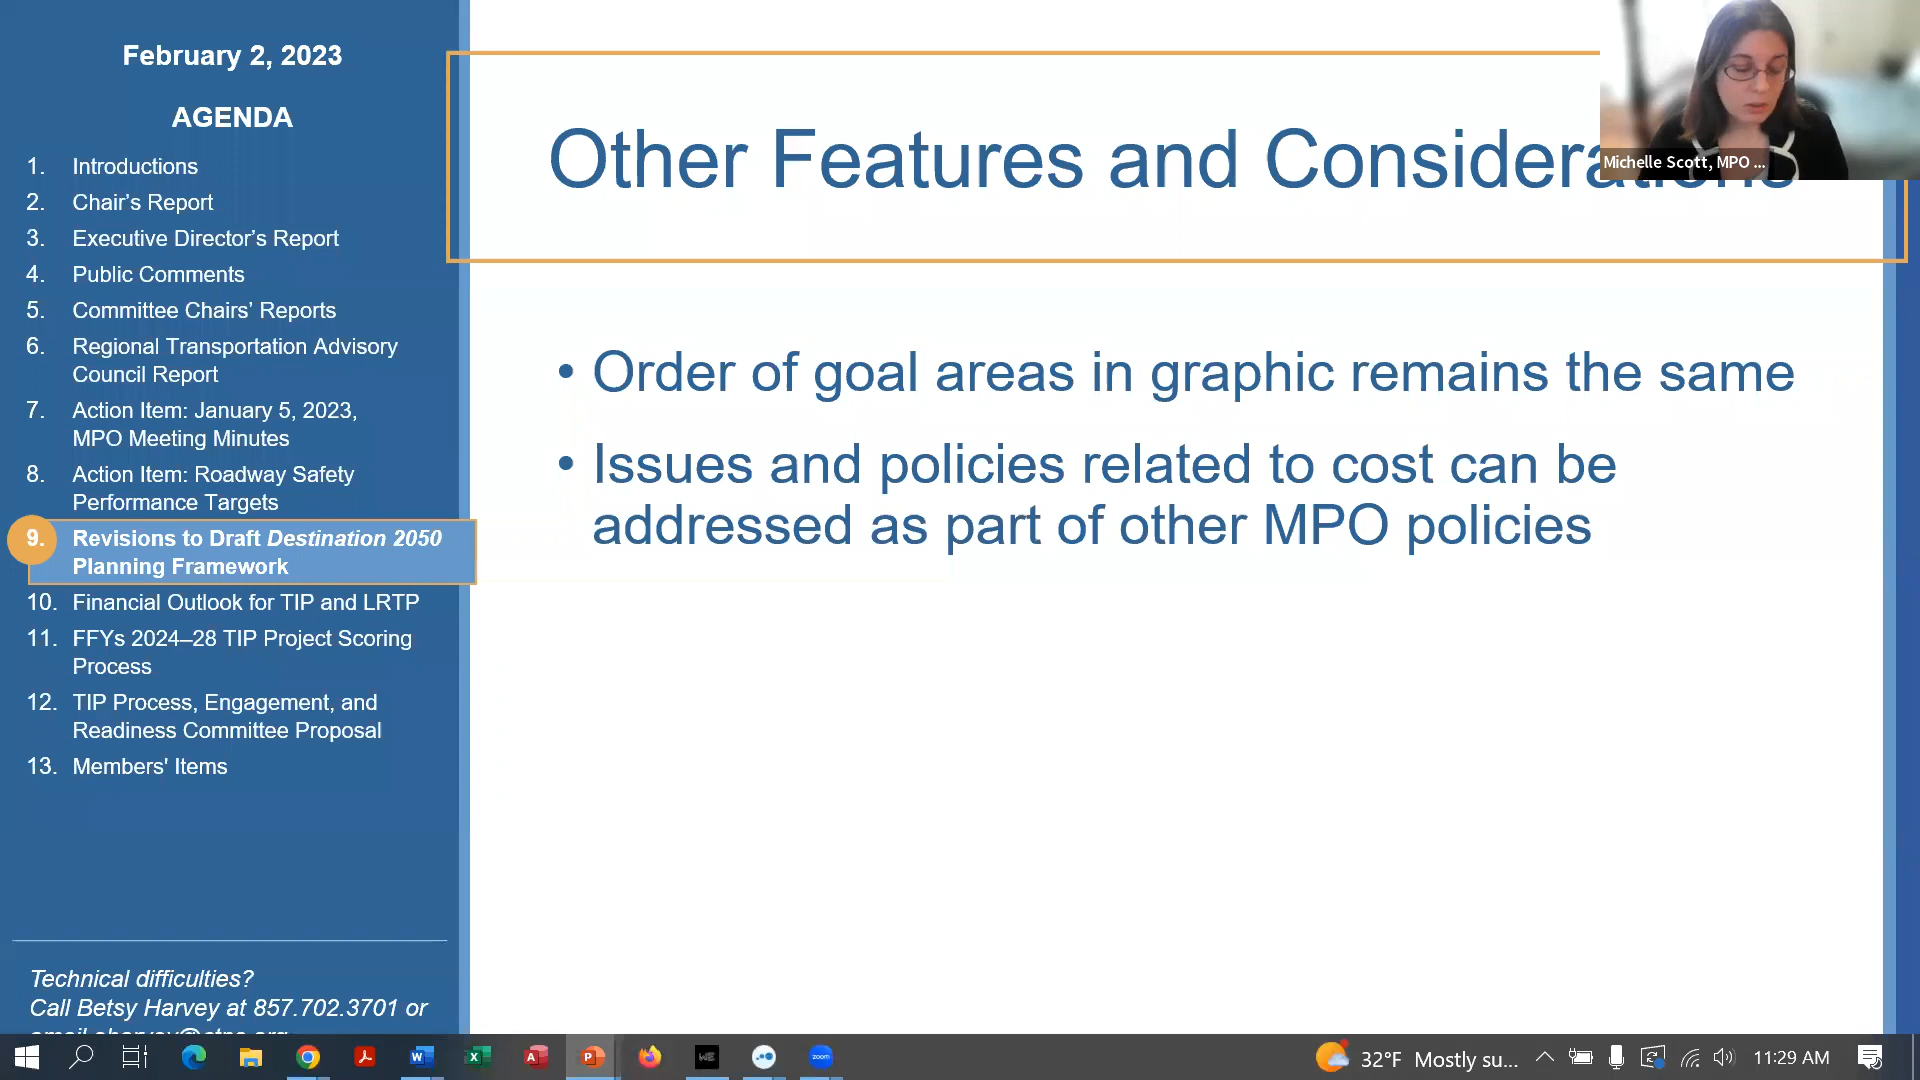 February 2, 2023
AGENDA
1. Introductions
2. Chair’s Report
3. Executive Director’s Report
4. Public Comments
5. Committee Chairs’ Reports
6. Regional Transportation Advisory
Council Report
7. Action Item: January 5, 2023,
MPO Meeting Minutes
8. Action Item: Roadway Safety
Performance Targets
9. Revisions to Draft Destination 2050
Planning Framework
10. Financial Outlook for TIP and LRTP
11. FFYs 2024–28 TIP Project Scoring
Process
12. TIP Process, Engagement, and
Readiness Committee Proposal
13. Members' Items
Technical difficulties?
Call Betsy Harvey at 857.702.3701 or
Other Features and Considerations
• Order of goal areas in graphic remains the same
• Issues and policies related to cost can be
addressed as part of other MPO policies
Michelle Scott, MPO ...
32°F Mostly su...
11:29 AM